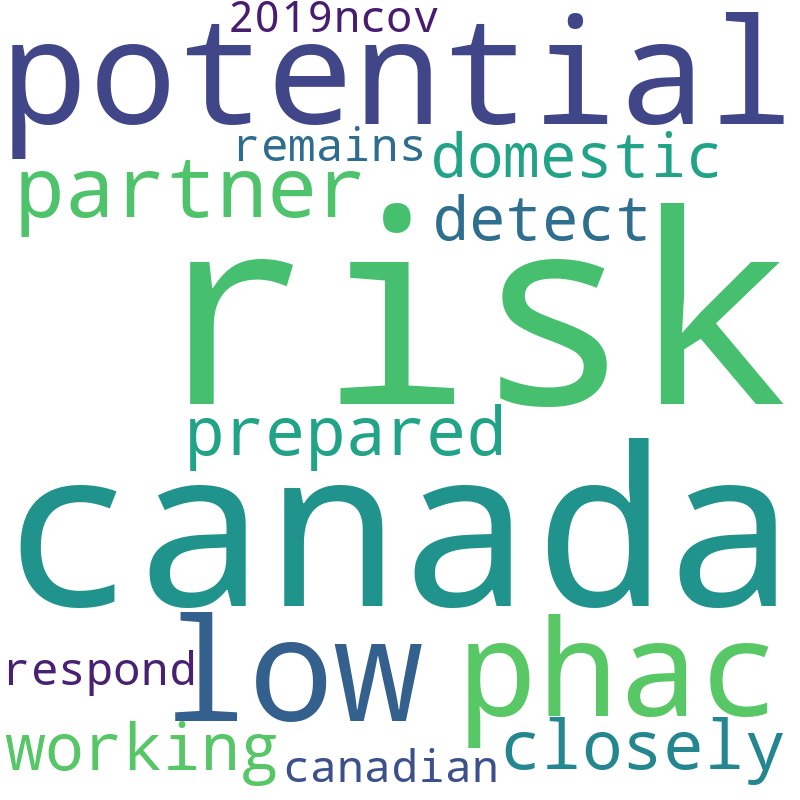 2019ncov
potential
remains domestic
partner detect
risk
prepared
canada
low phac
respond
working closely
canadian